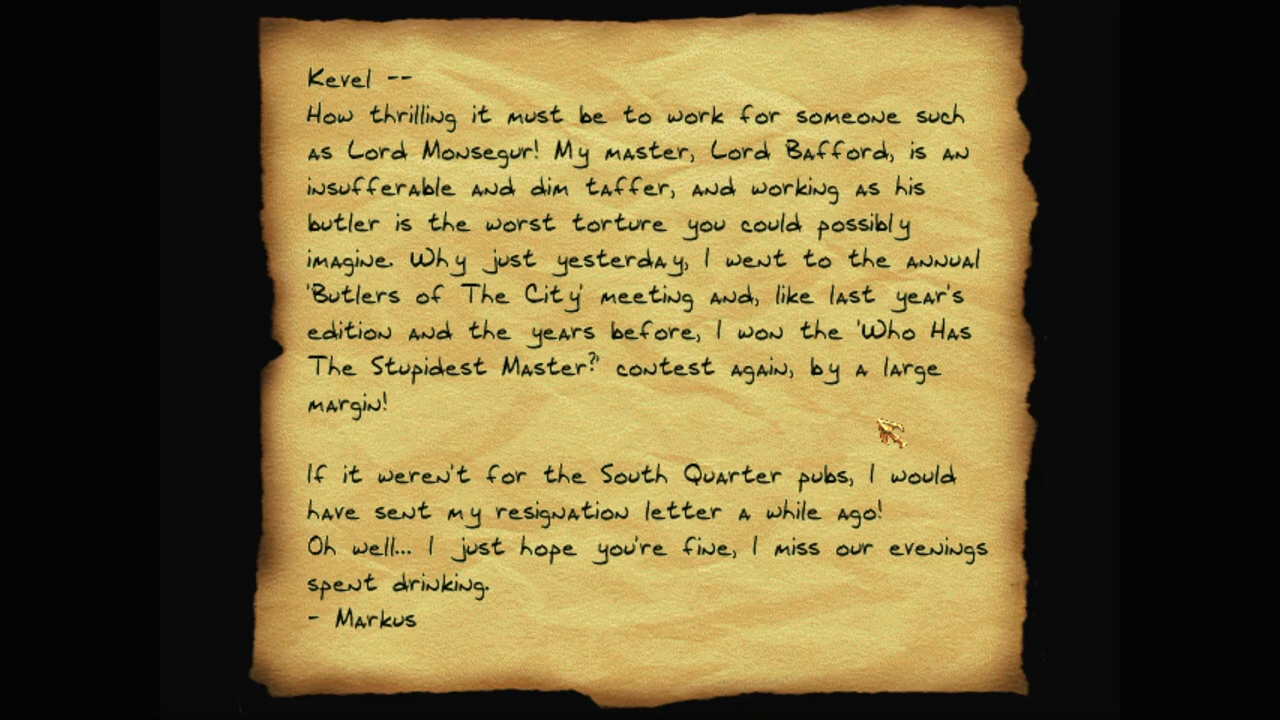 Kevel --
How thrilling it must be to work for someone such
as Lord Monsegur! My master, Lord Bafford, is an
insufferable and dim taffer, and working as his
butler is the worst torture you could possibly
imagine. Why just yesterday, I went to the annual
'Butlers of The City' meeting and, like last year's
edition and the years before, I won the 'Who Has
The Stupidest Master?' contest again, by a large
margin!
If it weren't for the South Quarter pubs, I would
have sent my resignation letter a while ago!
Oh well... I just hope you're fine, I miss our evenings
spent drinking.
- Markus